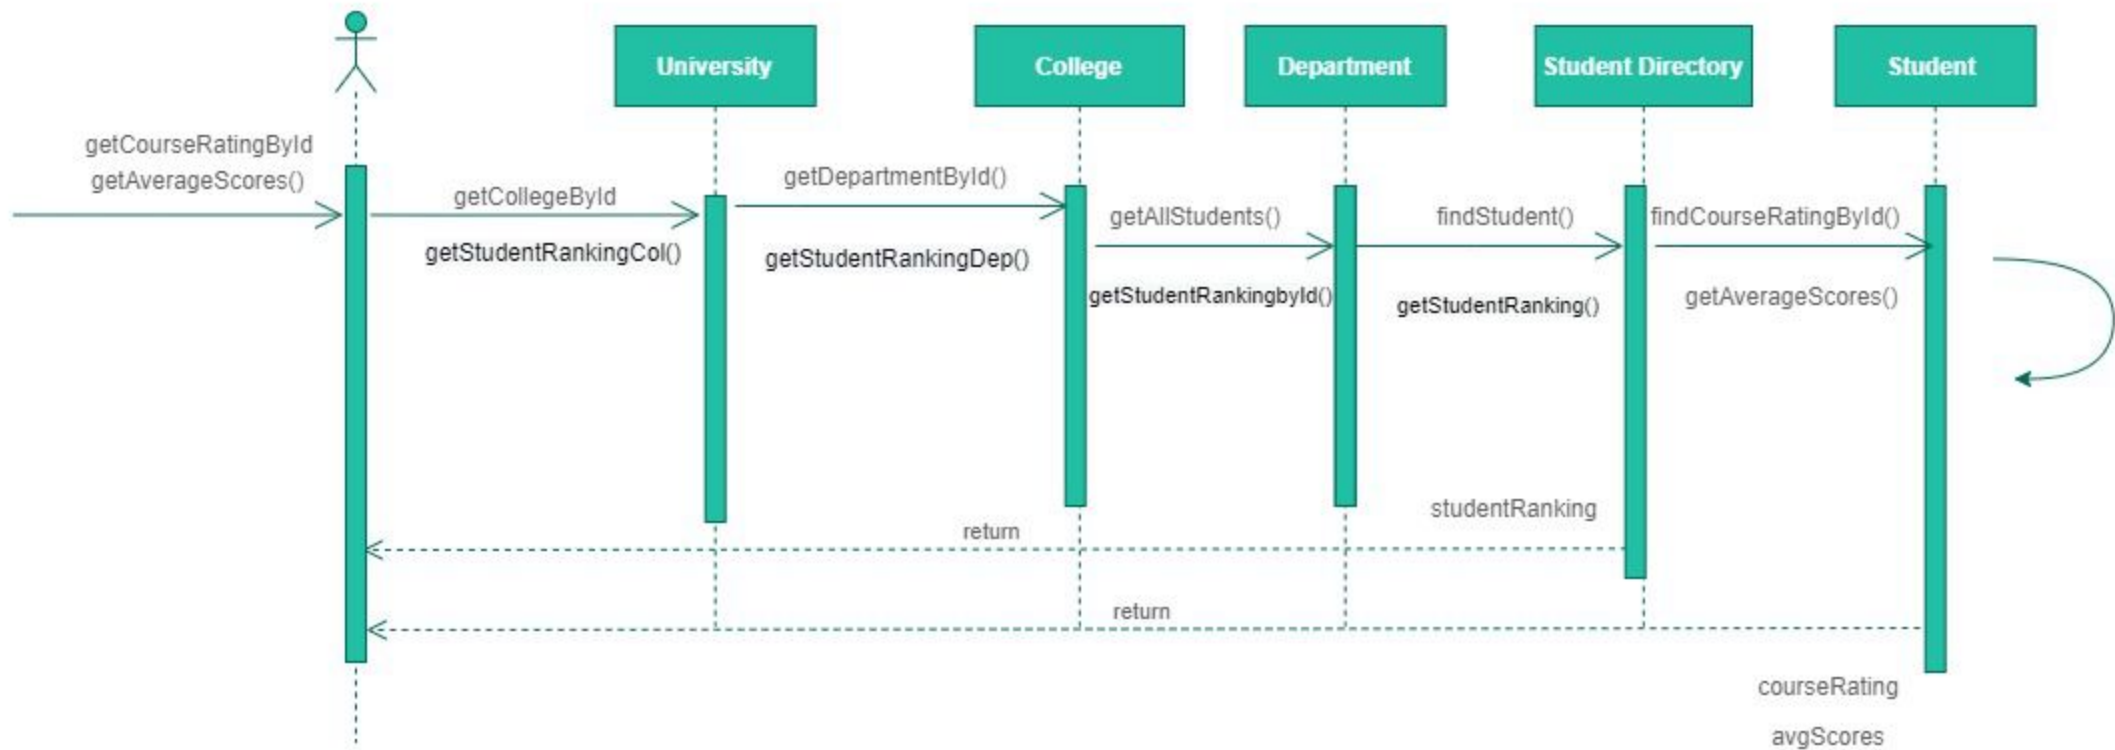 University
College
Department
Student Directory
Student
getCourseRatingById
getAverageScores()
getCollegeById
getStudentRankingCol()
getDepartmentById()
getStudentRankingDep()
getAllStudents()
getStudentRankingbyId()
findStudent()
getStudentRanking()
findCourseRatingById()
getAverageScores()
studentRanking
return
return
courseRating
avgScores